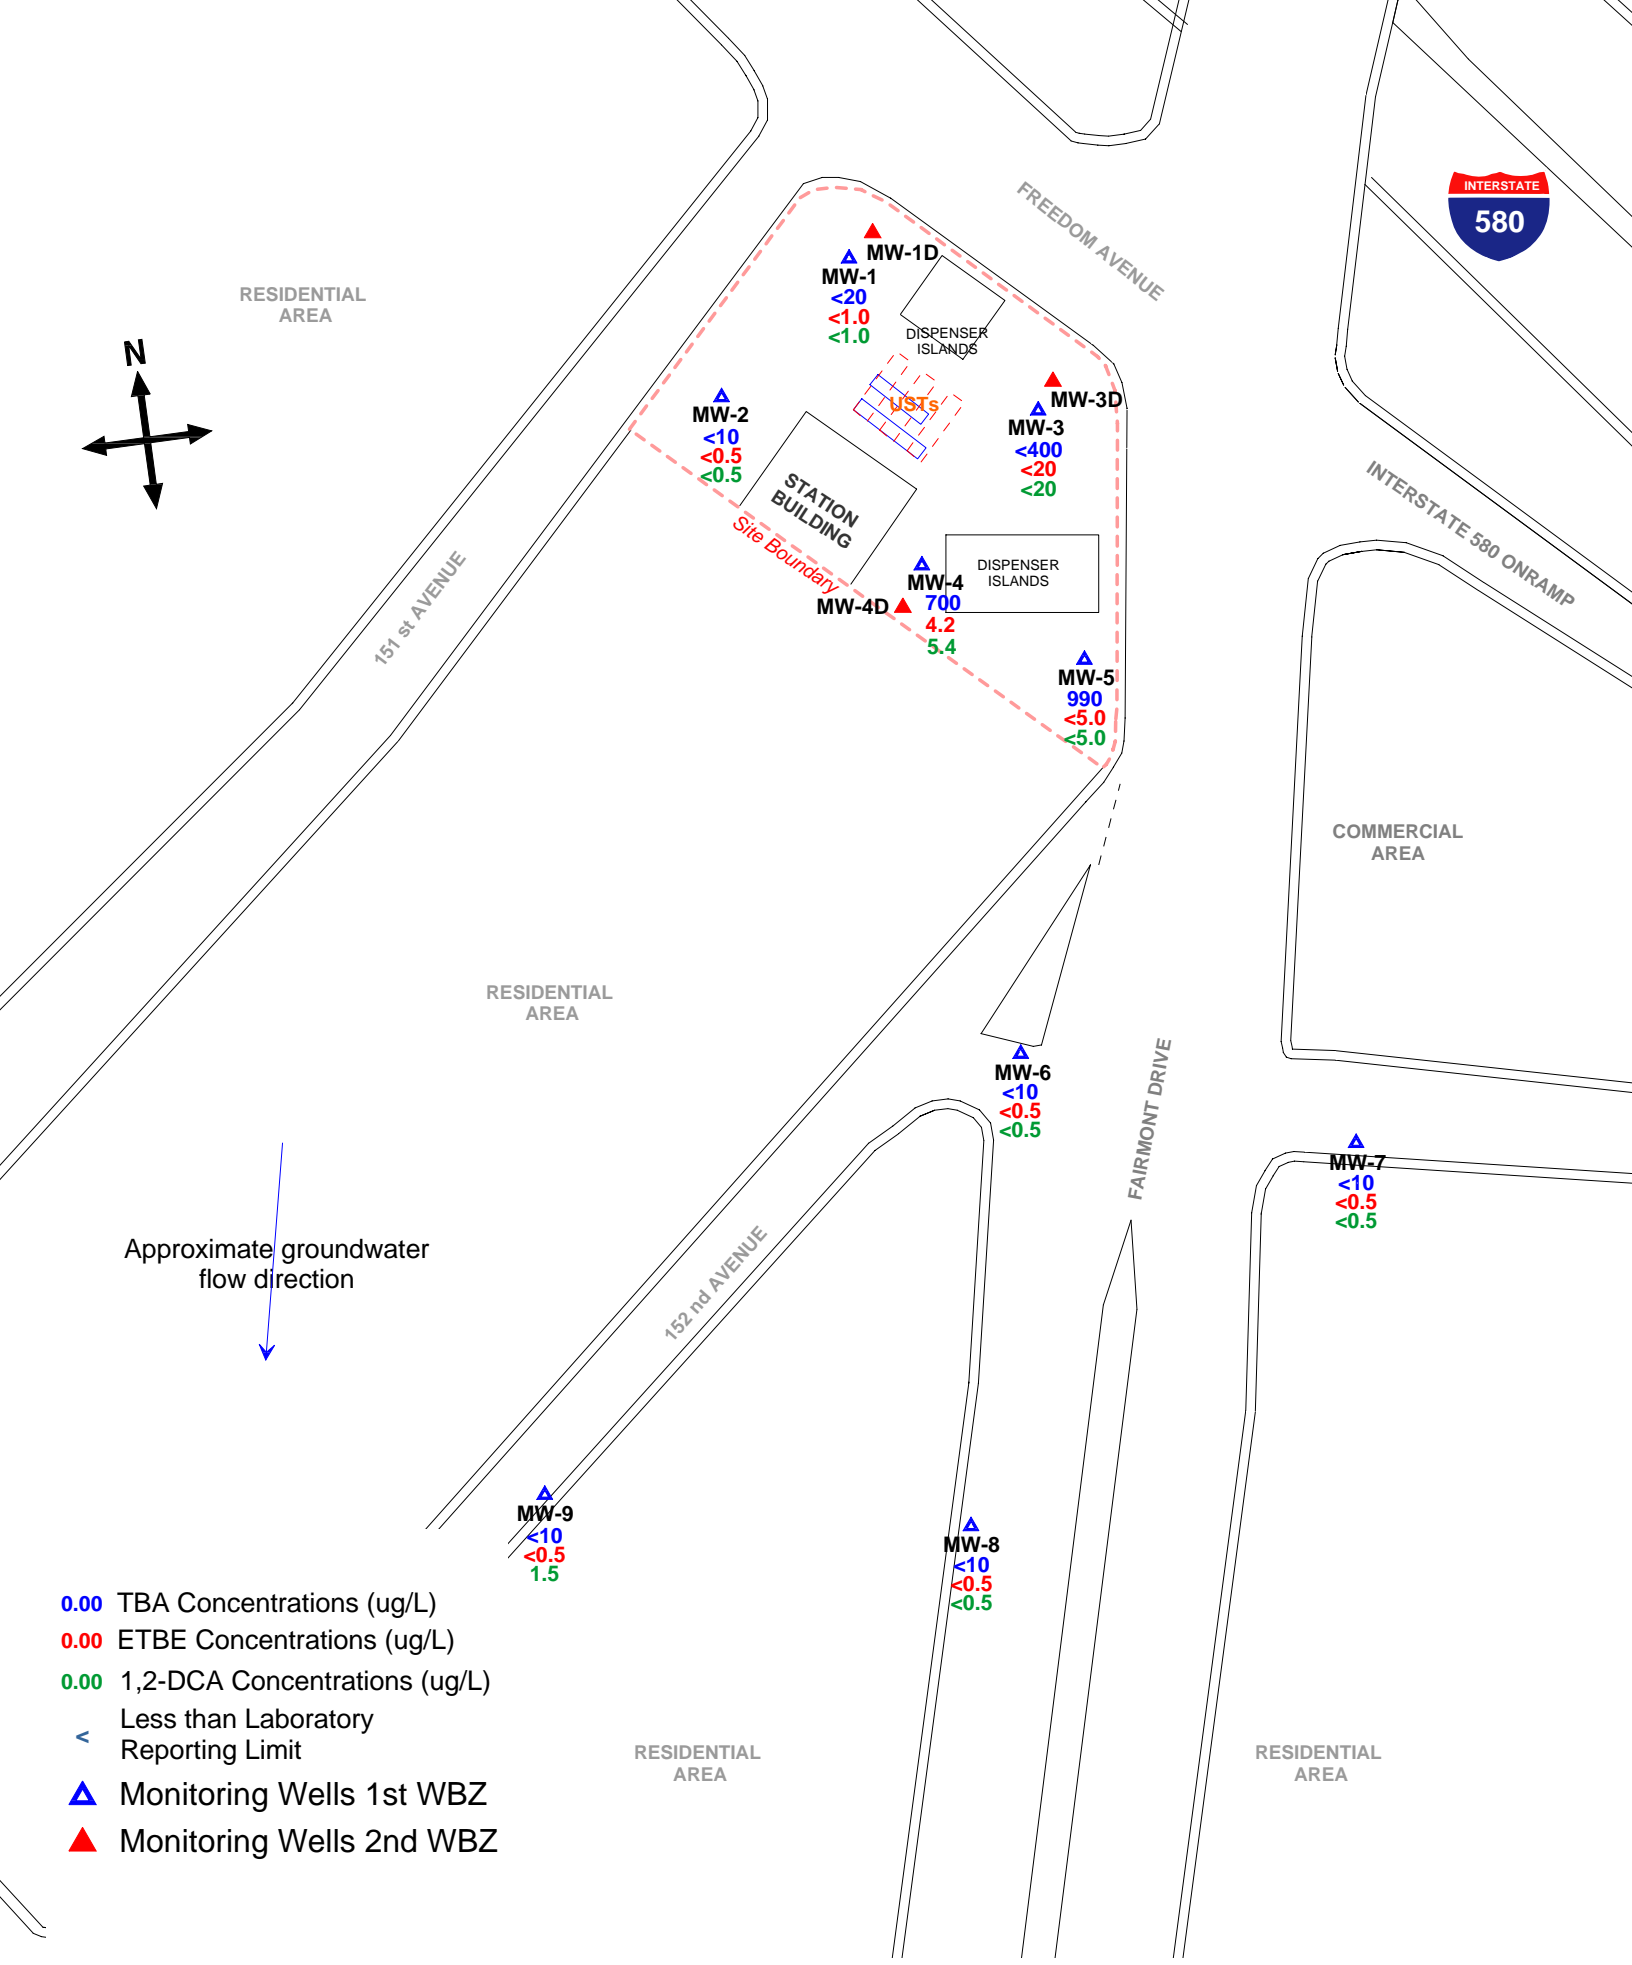 FREEDOM AVENUE
INTERSTATE
580
RESIDENTIAL
AREA
N
MW-1D
MW-1
<20
<1.0
<1.0
DISPENSER
ISLANDS
USTs
MW-2
<10
<0.5
<0.5
MW-3D
MW-3
<400
<20
<20
STATION
BUILDING
Site Boundary
INTERSTATE 580 ONRAMP
151 st AVENUE
MW-4
700
4.2
5.4
MW-4D
DISPENSER
ISLANDS
MW-5
990
<5.0
<5.0
COMMERCIAL
AREA
RESIDENTIAL
AREA
MW-6
<10
<0.5
<0.5
FAIRMONT DRIVE
MW-7
<10
<0.5
<0.5
Approximate groundwater
flow direction
152 nd AVENUE
MW-9
<10
<0.5
1.5
MW-8
<10
<0.5
<0.5
0.00 TBA Concentrations (ug/L)
0.00 ETBE Concentrations (ug/L)
0.00 1,2-DCA Concentrations (ug/L)
< Less than Laboratory
Reporting Limit
Monitoring Wells 1st WBZ
Monitoring Wells 2nd WBZ
RESIDENTIAL
AREA
RESIDENTIAL
AREA